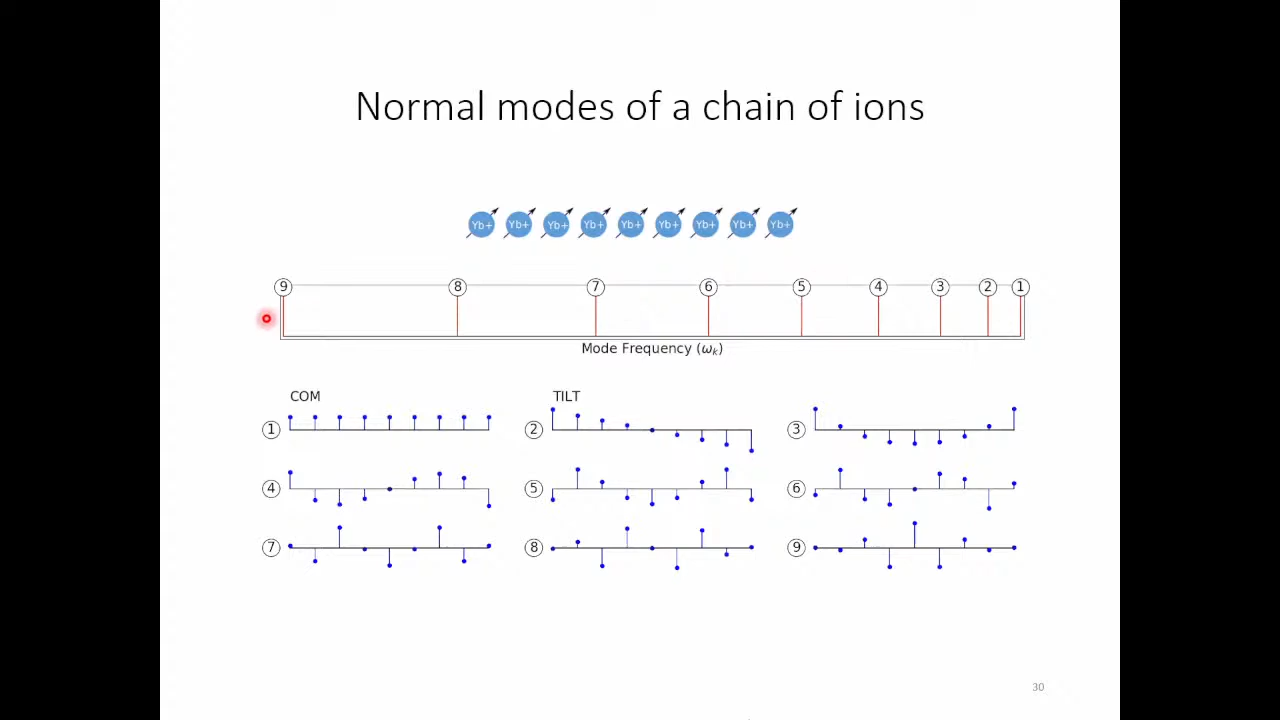 Normal modes of a chain of ions
Yb+ Yb+ Yb+ Yb+ Yb+ Yb+ Yb+ Yb+ Yb+
9 8 7 6 5 4 3 2 1
Mode Frequency (ωₖ)
COM TILT
1 2 3
4 5 6
7 8 9
30